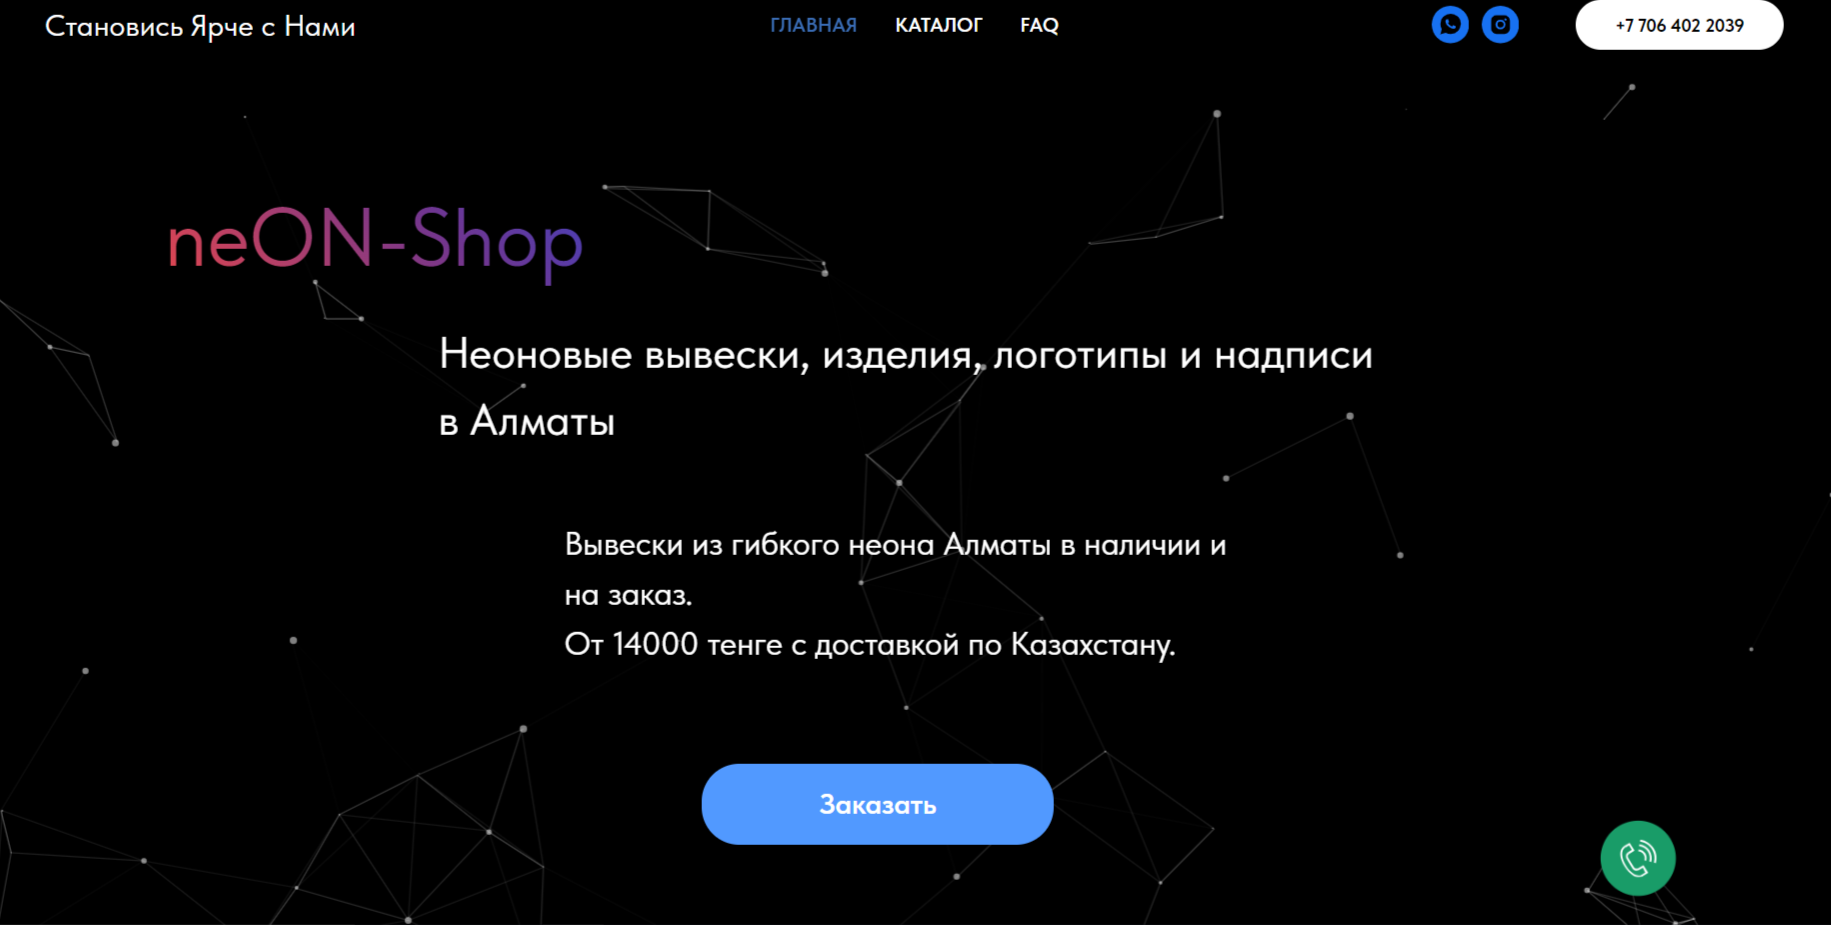 Становись Ярче с Нами
ГЛАВНАЯ
КАТАЛОГ
FAQ
+7 706 402 2039
neON-Shop
Неоновые вывески, изделия, логотипы и надписи
в Алматы
Вывески из гибкого неона Алматы в наличии и
на заказ.
От 14000 тенге с доставкой по Казахстану.
Заказать